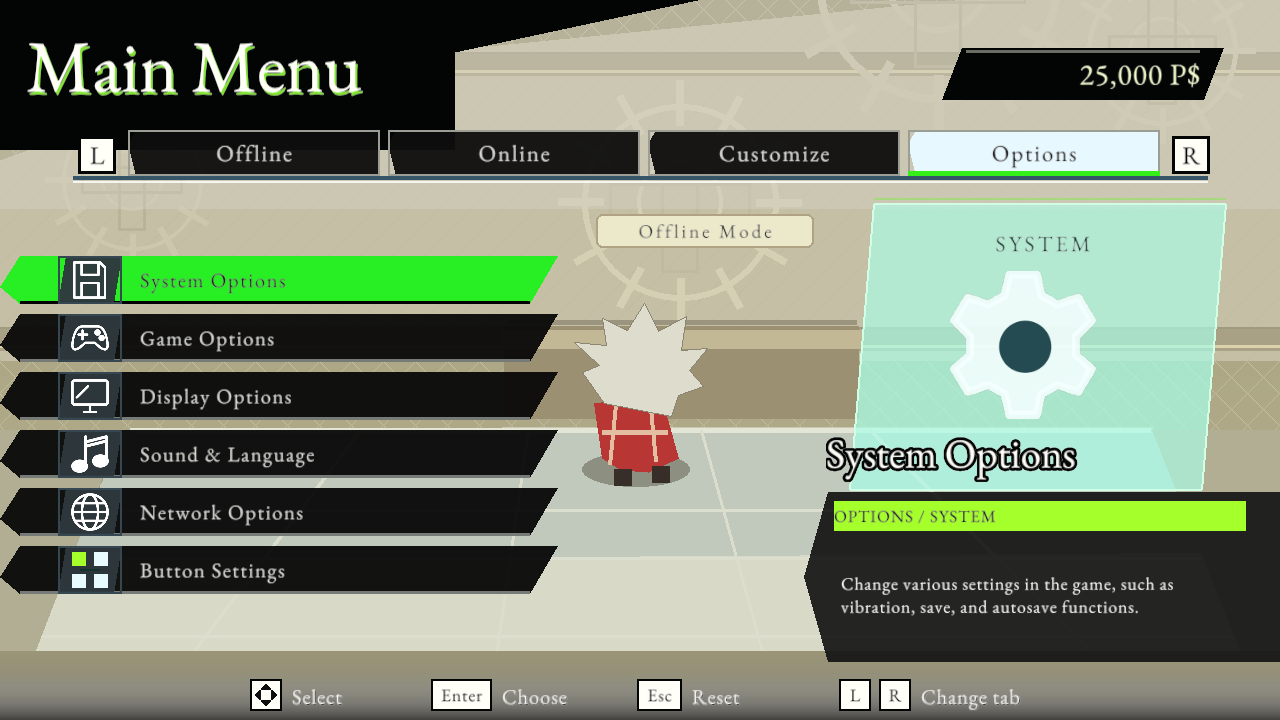 Main Menu
25,000 P$
L
Offline
Online
Customize
Options
R
Offline Mode
SYSTEM
System Options
Game Options
Display Options
Sound & Language
Network Options
Button Settings
System Options
OPTIONS / SYSTEM
Change various settings in the game, such as
vibration, save, and autosave functions.
Select
Enter Choose
Esc Reset
L R Change tab